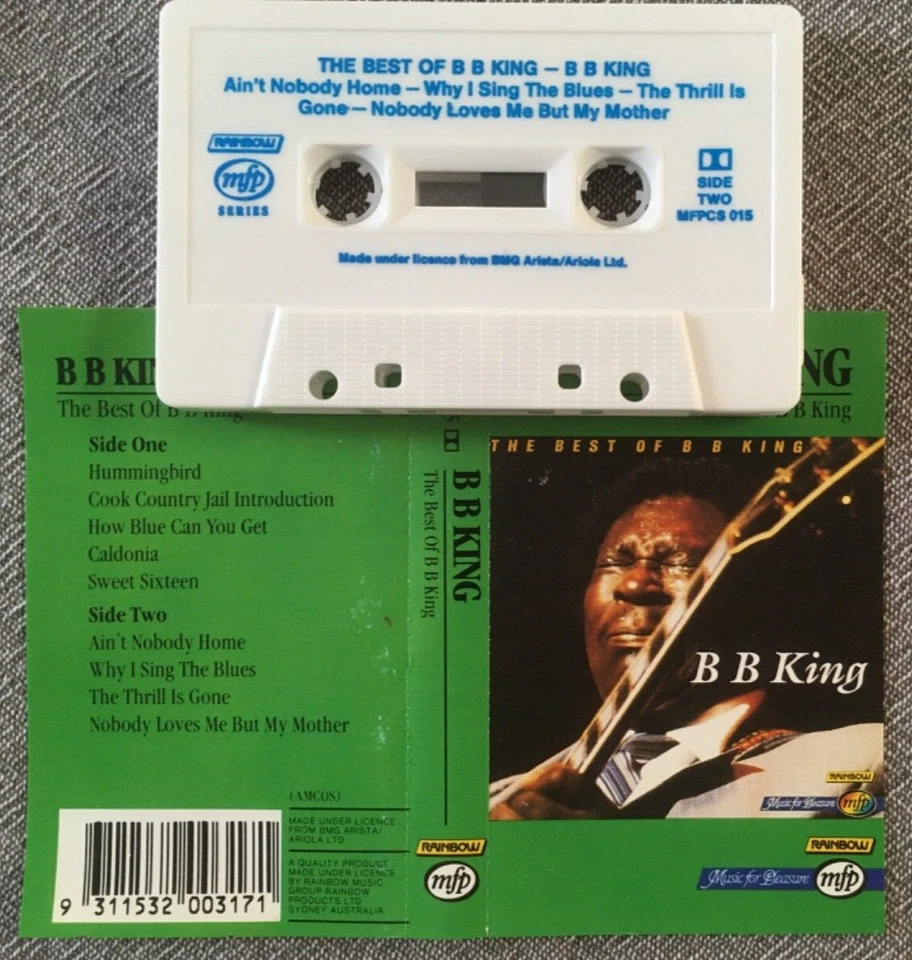 THE BEST OF B B KING – B B KING
Ain't Nobody Home – Why I Sing The Blues – The Thrill Is
Gone – Nobody Loves Me But My Mother
RAINBOW
mfp
SERIES
SIDE
TWO
MFPCS 015
Made under licence from BMG Arista/Ariola Ltd.
B B KIN
The Best Of B B King
Side One
Hummingbird
Cook Country Jail Introduction
How Blue Can You Get
Caldonia
Sweet Sixteen
Side Two
Ain't Nobody Home
Why I Sing The Blues
The Thrill Is Gone
Nobody Loves Me But My Mother
(AMCOS)
MADE UNDER LICENCE
FROM BMG ARISTA/
ARIOLA LTD
A QUALITY PRODUCT
MADE UNDER LICENCE
BY RAINBOW MUSIC
GROUP RAINBOW
PRODUCTS LTD
SYDNEY AUSTRALIA
9 311532 003171
B B KING
The Best Of B B King
RAINBOW
mfp
NG
B King
THE BEST OF B B KING
B B King
RAINBOW
Music for Pleasure mfp
RAINBOW
Music for Pleasure mfp